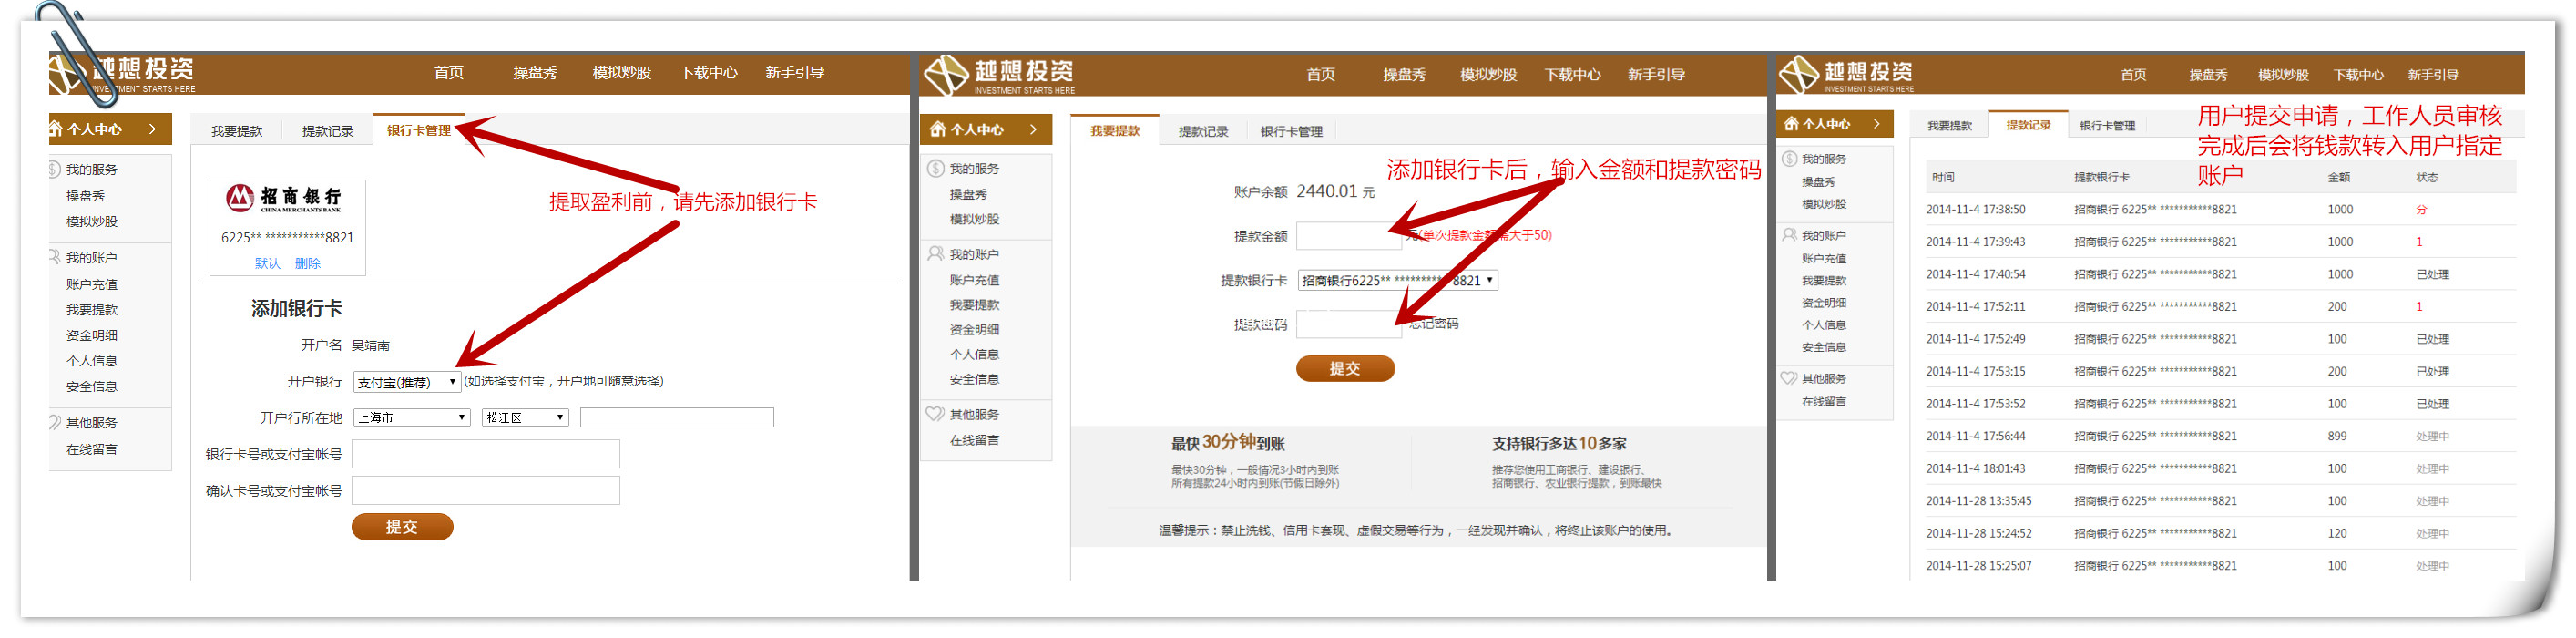 越想投资
INVESTMENT STARTS HERE
首页 操盘秀 模拟炒股 下载中心 新手引导
个人中心
我的服务
操盘秀
模拟炒股
我的账户
账户充值
我要提款
资金明细
个人信息
安全信息
其他服务
在线留言
我要提款 提款记录 银行卡管理
提取盈利前，请先添加银行卡
招商银行
CHINA MERCHANTS BANK
6225** ***********8821
默认 删除
添加银行卡
开户名 吴靖南
开户银行 支付宝(推荐) (如选择支付宝，开户地可随意选择)
开户行所在地 上海市 松江区
银行卡号或支付宝帐号
确认卡号或支付宝帐号
提交
越想投资
INVESTMENT STARTS HERE
首页 操盘秀 模拟炒股 下载中心 新手引导
个人中心
我的服务
操盘秀
模拟炒股
我的账户
账户充值
我要提款
资金明细
个人信息
安全信息
其他服务
在线留言
我要提款 提款记录 银行卡管理
添加银行卡后，输入金额和提款密码
账户余额 2440.01 元
提款金额 元(单次提款金额需大于50)
提款银行卡 招商银行6225** ***********8821
提款密码 忘记密码
提交
最快30分钟到账
最快30分钟，一般情况3小时内到账
所有提款24小时内到账(节假日除外)
支持银行多达10多家
推荐您使用工商银行、建设银行、
招商银行、农业银行提款，到账最快
温馨提示：禁止洗钱、信用卡套现、虚假交易等行为，一经发现并确认，将终止该账户的使用。
越想投资
INVESTMENT STARTS HERE
首页 操盘秀 模拟炒股 下载中心 新手引导
个人中心
我的服务
操盘秀
模拟炒股
我的账户
账户充值
我要提款
资金明细
个人信息
安全信息
其他服务
在线留言
我要提款 提款记录 银行卡管理
用户提交申请，工作人员审核
完成后会将钱款转入用户指定
账户
时间 提款银行卡 金额 状态
2014-11-4 17:38:50 招商银行 6225** ***********8821 1000 分
2014-11-4 17:39:43 招商银行 6225** ***********8821 1000 1
2014-11-4 17:40:54 招商银行 6225** ***********8821 1000 已处理
2014-11-4 17:52:11 招商银行 6225** ***********8821 200 1
2014-11-4 17:52:49 招商银行 6225** ***********8821 100 已处理
2014-11-4 17:53:15 招商银行 6225** ***********8821 200 已处理
2014-11-4 17:53:52 招商银行 6225** ***********8821 100 已处理
2014-11-4 17:56:44 招商银行 6225** ***********8821 899 处理中
2014-11-4 18:01:43 招商银行 6225** ***********8821 100 处理中
2014-11-28 13:35:45 招商银行 6225** ***********8821 100 处理中
2014-11-28 15:24:52 招商银行 6225** ***********8821 120 处理中
2014-11-28 15:25:07 招商银行 6225** ***********8821 100 处理中